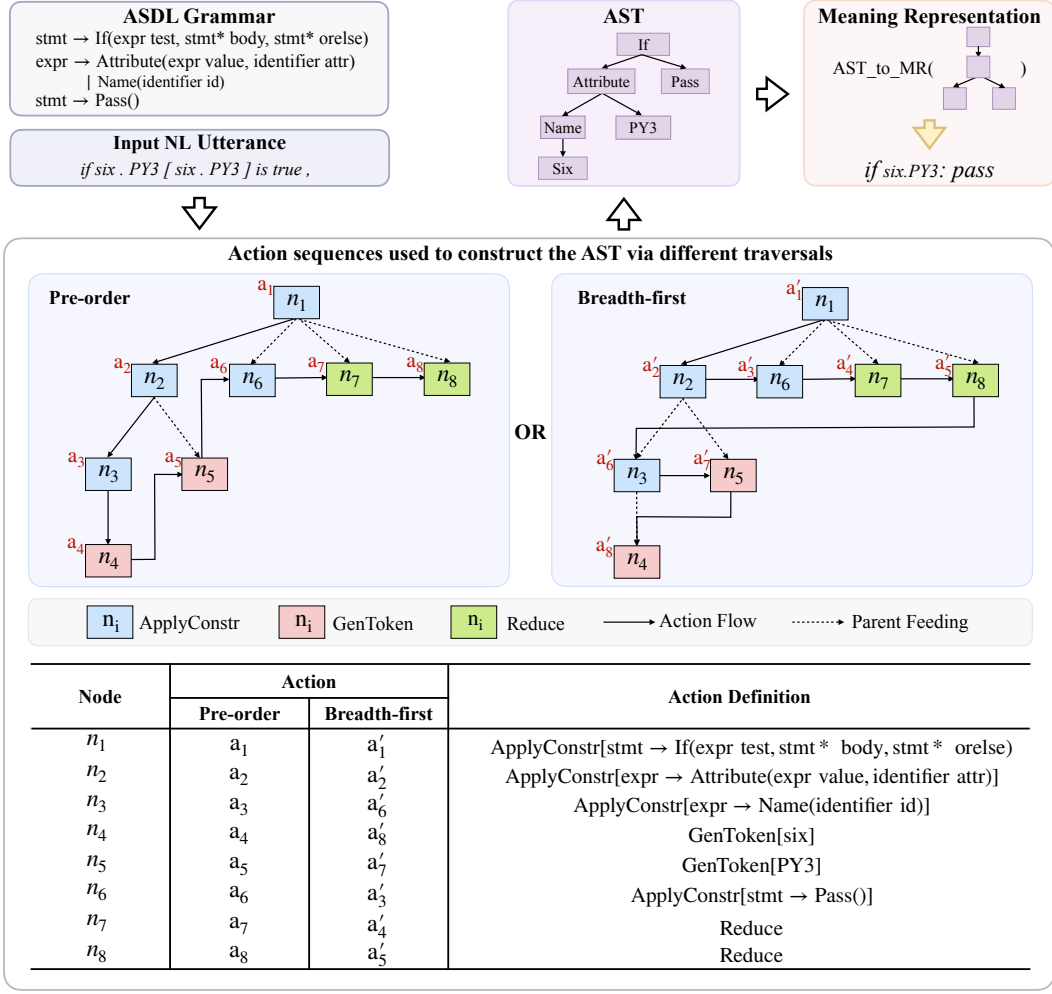 ASDL Grammar
stmt → If(expr test, stmt* body, stmt* orelse)
expr → Attribute(expr value, identifier attr)
| Name(identifier id)
stmt → Pass()
Input NL Utterance
if six . PY3 [ six . PY3 ] is true ,
AST
If
Attribute Pass
Name PY3
Six
Meaning Representation
AST_to_MR( )
if six.PY3: pass
Action sequences used to construct the AST via different traversals
Pre-order
a1 n1
a2 n2 a6 n6 a7 n7 a8 n8
a3 n3 a5 n5
a4 n4
OR
Breadth-first
a′1 n1
a′2 n2 a′3 n6 a′4 n7 a′5 n8
a′6 n3 a′7 n5
a′8 n4
ni ApplyConstr ni GenToken ni Reduce Action Flow Parent Feeding
Node Action Action Definition
Pre-order Breadth-first
n1 a1 a′1 ApplyConstr[stmt → If(expr test, stmt* body, stmt* orelse)
n2 a2 a′2 ApplyConstr[expr → Attribute(expr value, identifier attr)]
n3 a3 a′6 ApplyConstr[expr → Name(identifier id)]
n4 a4 a′8 GenToken[six]
n5 a5 a′7 GenToken[PY3]
n6 a6 a′3 ApplyConstr[stmt → Pass()]
n7 a7 a′4 Reduce
n8 a8 a′5 Reduce